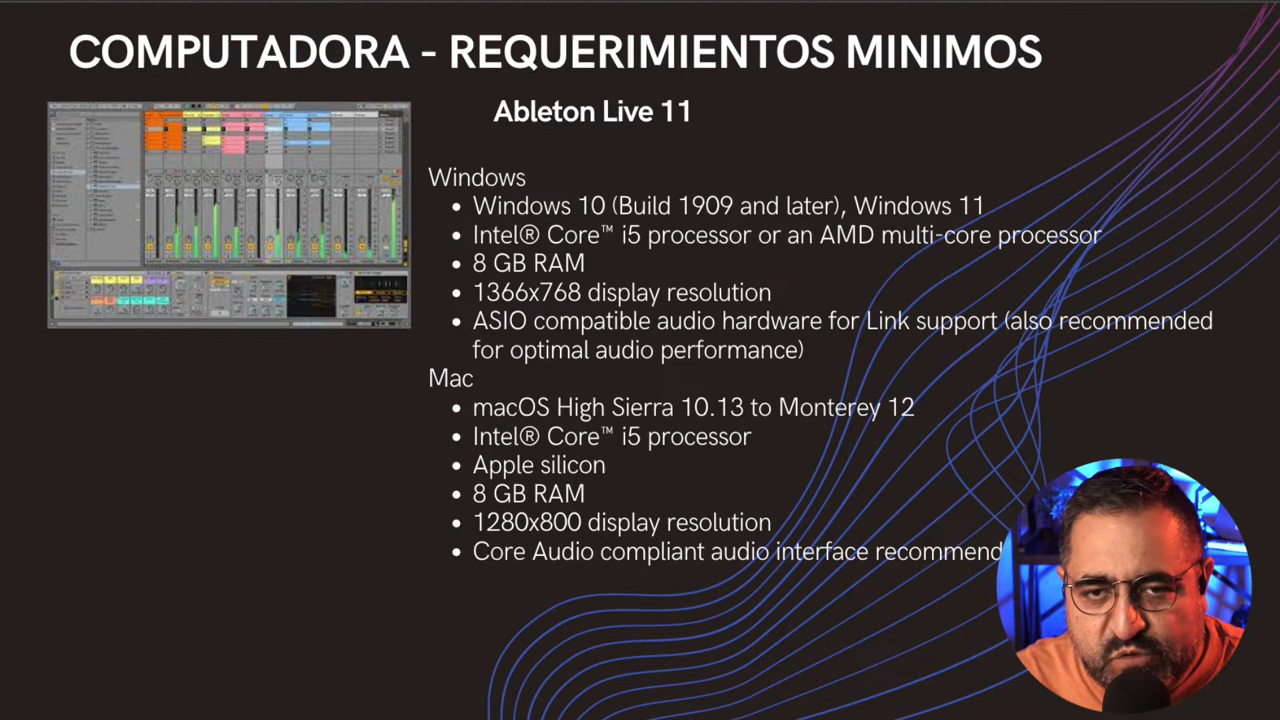 COMPUTADORA - REQUERIMIENTOS MINIMOS
Ableton Live 11
Windows
• Windows 10 (Build 1909 and later), Windows 11
• Intel® Core™ i5 processor or an AMD multi-core processor
• 8 GB RAM
• 1366x768 display resolution
• ASIO compatible audio hardware for Link support (also recommended
for optimal audio performance)
Mac
• macOS High Sierra 10.13 to Monterey 12
• Intel® Core™ i5 processor
• Apple silicon
• 8 GB RAM
• 1280x800 display resolution
• Core Audio compliant audio interface recommend